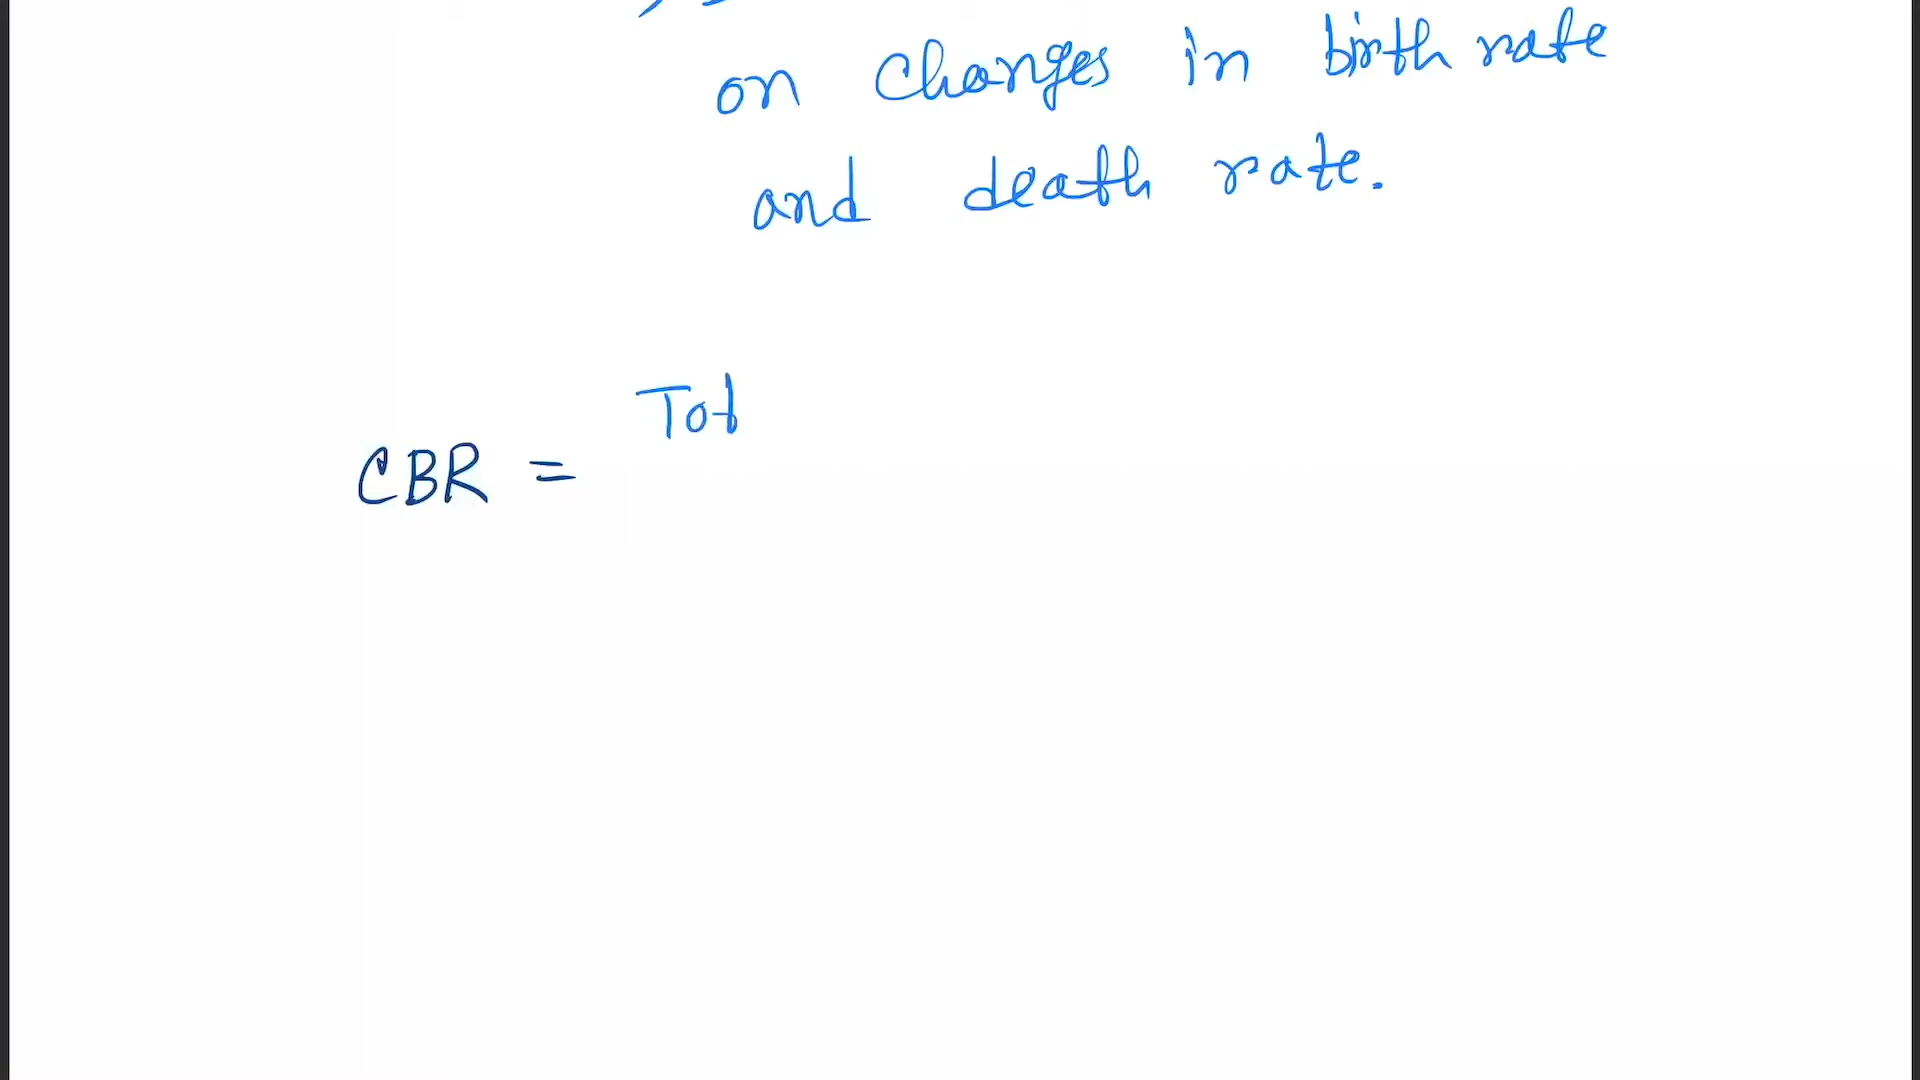 on changes in birth rate
and death rate.
Tot
CBR =